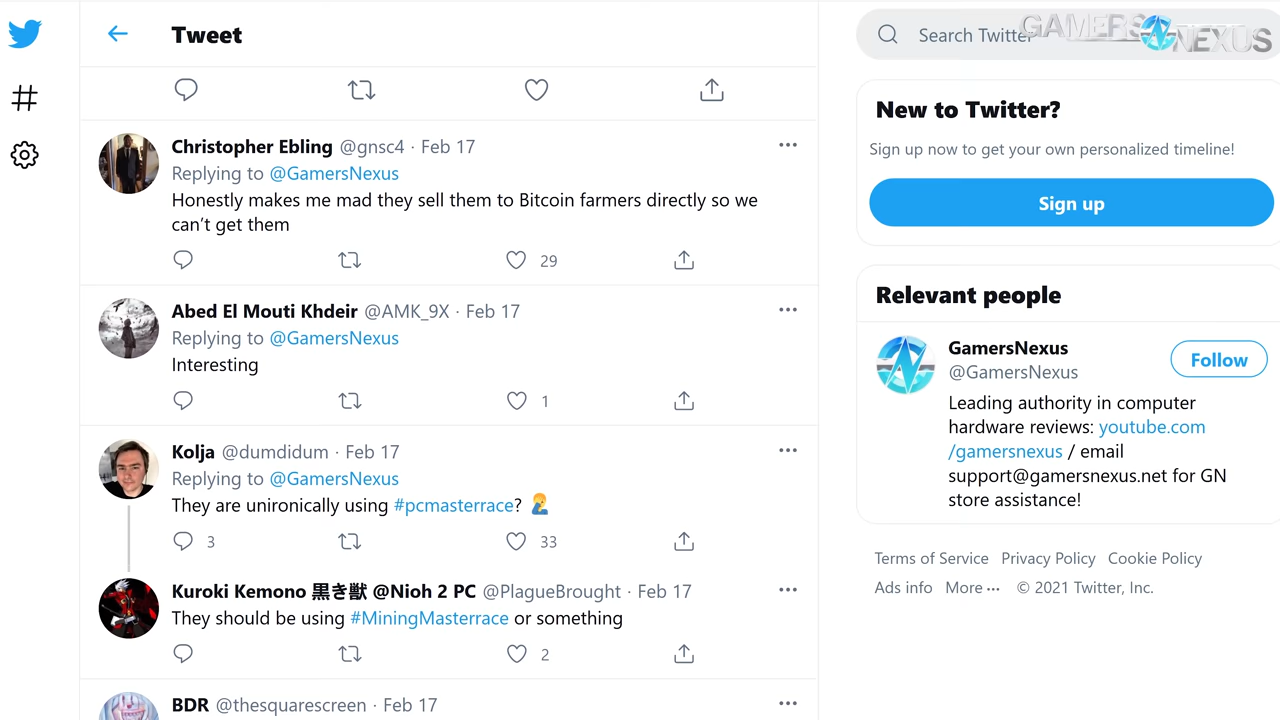 Tweet
Christopher Ebling @gnsc4 · Feb 17
Replying to @GamersNexus
Honestly makes me mad they sell them to Bitcoin farmers directly so we
can’t get them
29
Abed El Mouti Khdeir @AMK_9X · Feb 17
Replying to @GamersNexus
Interesting
1
Kolja @dumdidum · Feb 17
Replying to @GamersNexus
They are unironically using #pcmasterrace?
3 33
Kuroki Kemono 黒き獣 @Nioh 2 PC @PlagueBrought · Feb 17
They should be using #MiningMasterrace or something
2
BDR @thesquarescreen · Feb 17
Search Twitter
GAMERS NEXUS
New to Twitter?
Sign up now to get your own personalized timeline!
Sign up
Relevant people
GamersNexus
@GamersNexus
Follow
Leading authority in computer
hardware reviews: youtube.com
/gamersnexus / email
support@gamersnexus.net for GN
store assistance!
Terms of Service Privacy Policy Cookie Policy
Ads info More ··· © 2021 Twitter, Inc.